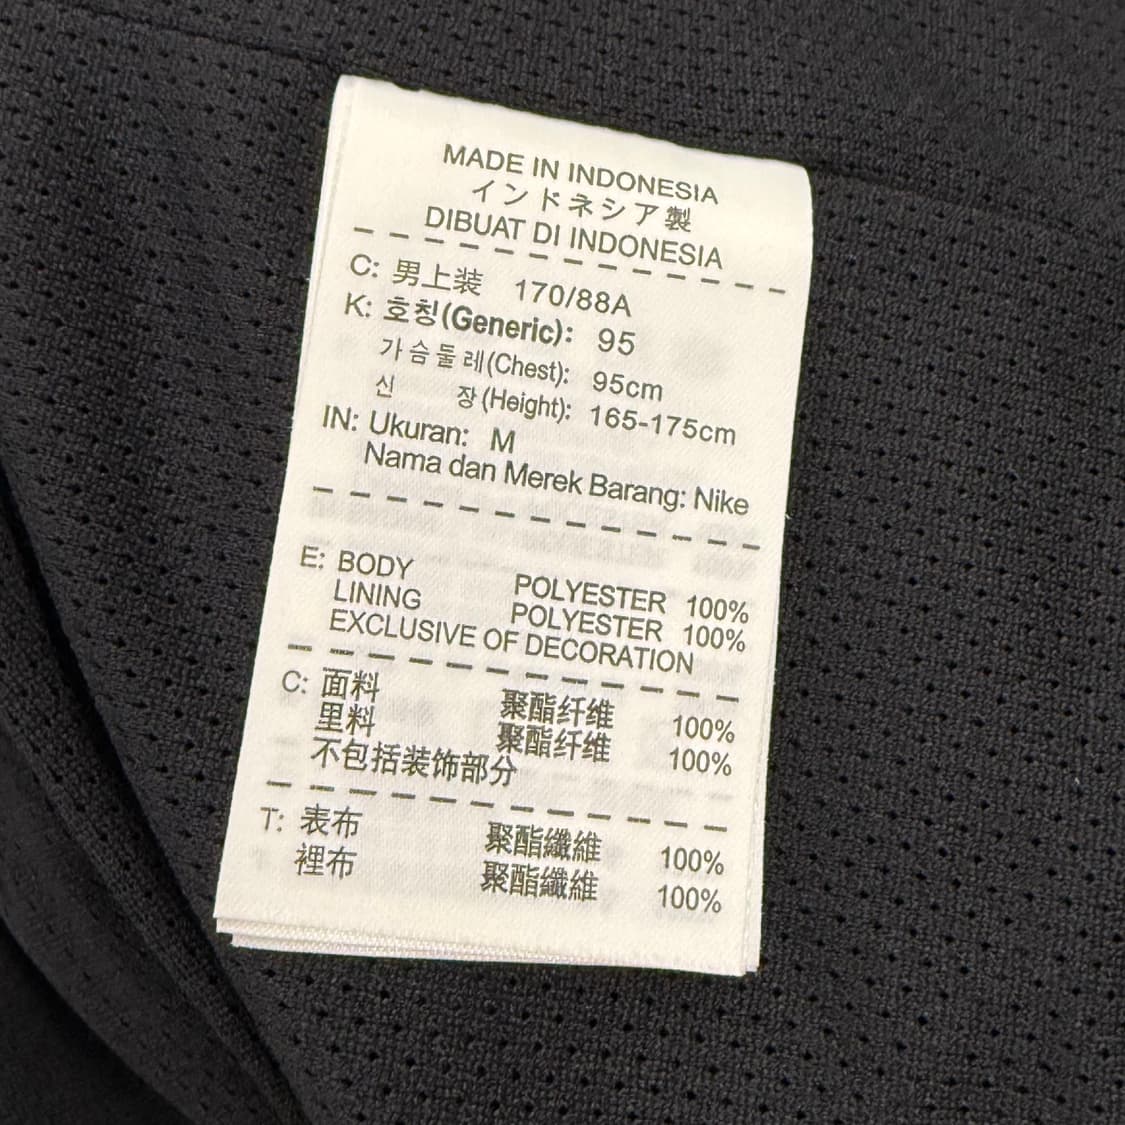 MADE IN INDONESIA
インドネシア製
DIBUAT DI INDONESIA
C: 男上装 170/88A
K: 호칭(Generic): 95
가슴둘레(Chest): 95cm
신 장(Height): 165-175cm
IN: Ukuran: M
Nama dan Merek Barang: Nike
E: BODY POLYESTER 100%
LINING POLYESTER 100%
EXCLUSIVE OF DECORATION
C: 面料 聚酯纤维 100%
里料 聚酯纤维 100%
不包括装饰部分
T: 表布 聚酯纖維 100%
裡布 聚酯纖維 100%